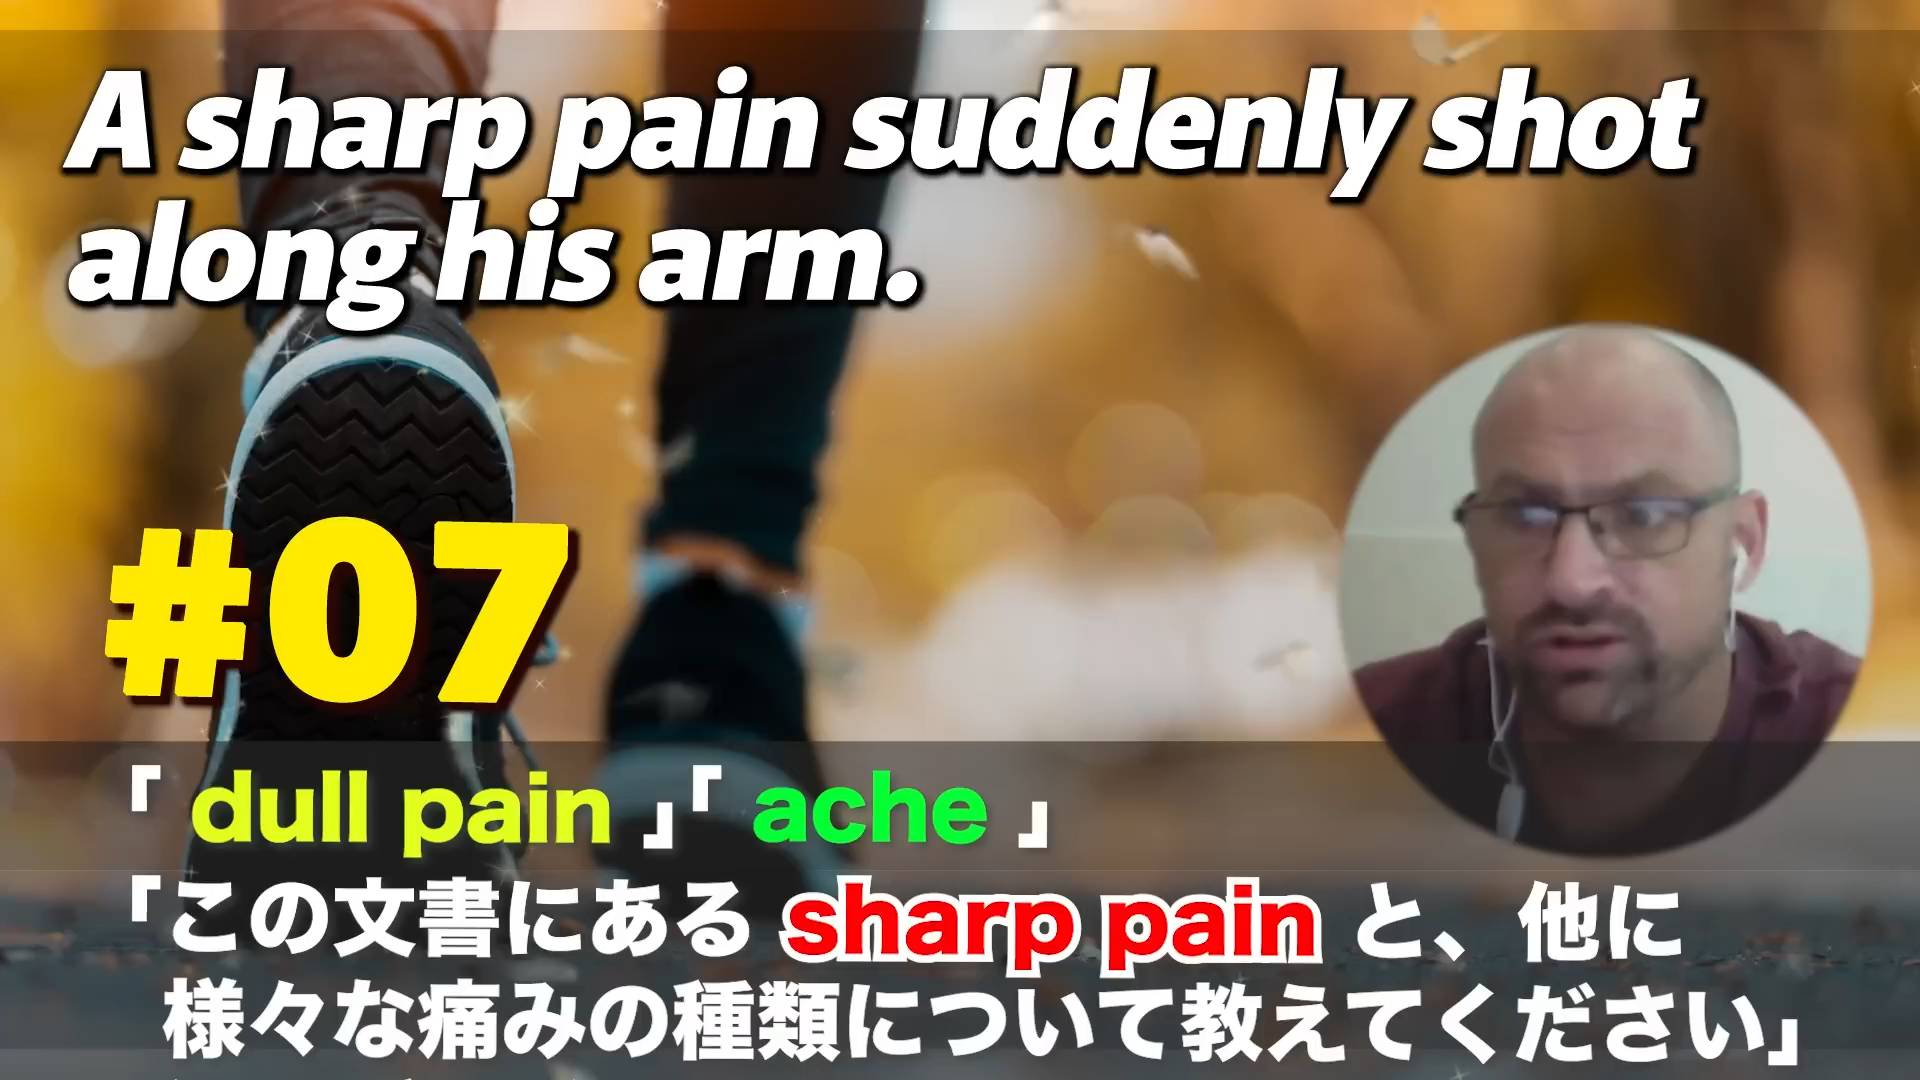 A sharp pain suddenly shot
along his arm.
#07
「 dull pain 」「 ache 」
「この文書にある sharp pain と、他に
様々な痛みの種類について教えてください」